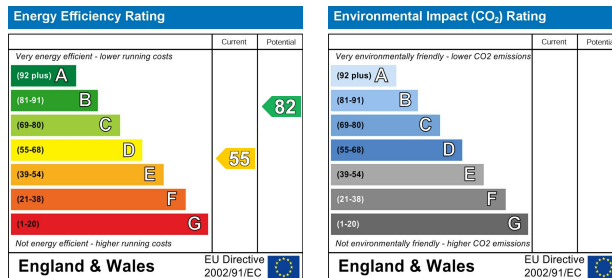 Energy Efficiency Rating
Current Potential
Very energy efficient - lower running costs
(92 plus) A
(81-91) B
82
(69-80) C
(55-68) D
55
(39-54) E
(21-38) F
(1-20) G
Not energy efficient - higher running costs
England & Wales
EU Directive
2002/91/EC
Environmental Impact (CO2) Rating
Current Potential
Very environmentally friendly - lower CO2 emissions
(92 plus) A
(81-91) B
(69-80) C
(55-68) D
(39-54) E
(21-38) F
(1-20) G
Not environmentally friendly - higher CO2 emissions
England & Wales
EU Directive
2002/91/EC